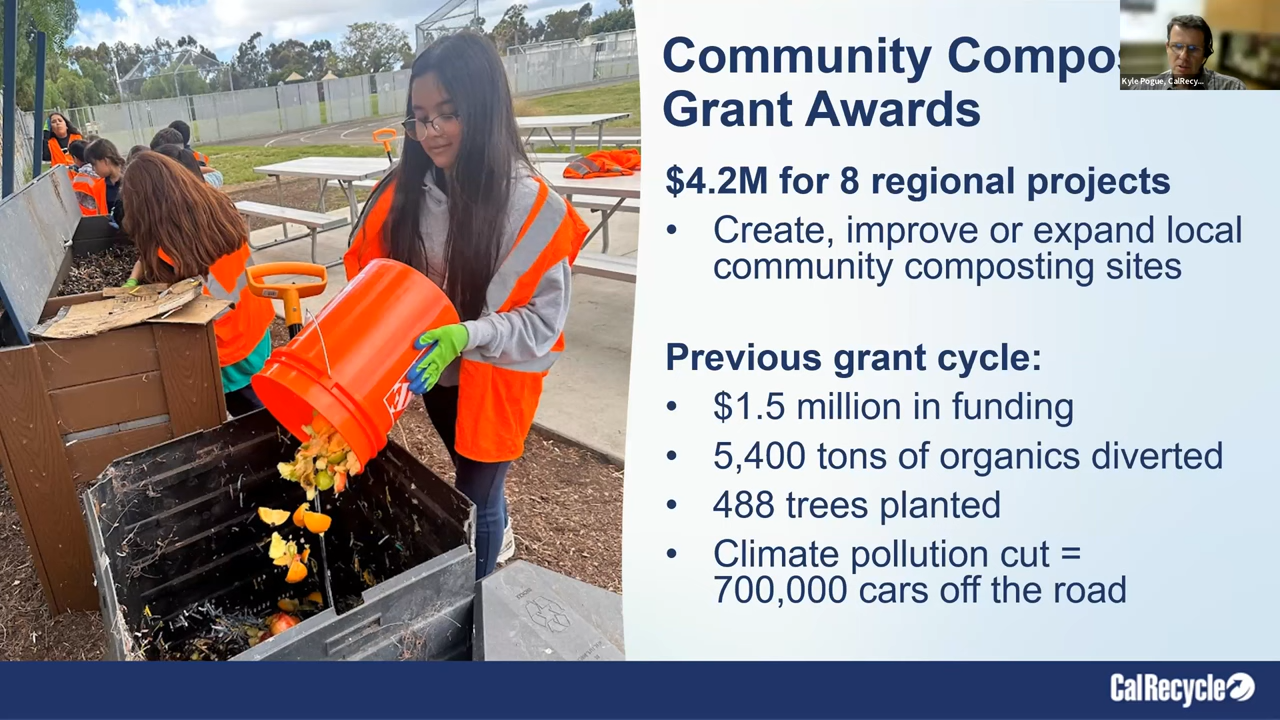 Community Compos
Grant Awards
Kyle Pogue, CalRecy...
$4.2M for 8 regional projects
• Create, improve or expand local
community composting sites
Previous grant cycle:
• $1.5 million in funding
• 5,400 tons of organics diverted
• 488 trees planted
• Climate pollution cut =
700,000 cars off the road
CalRecycle